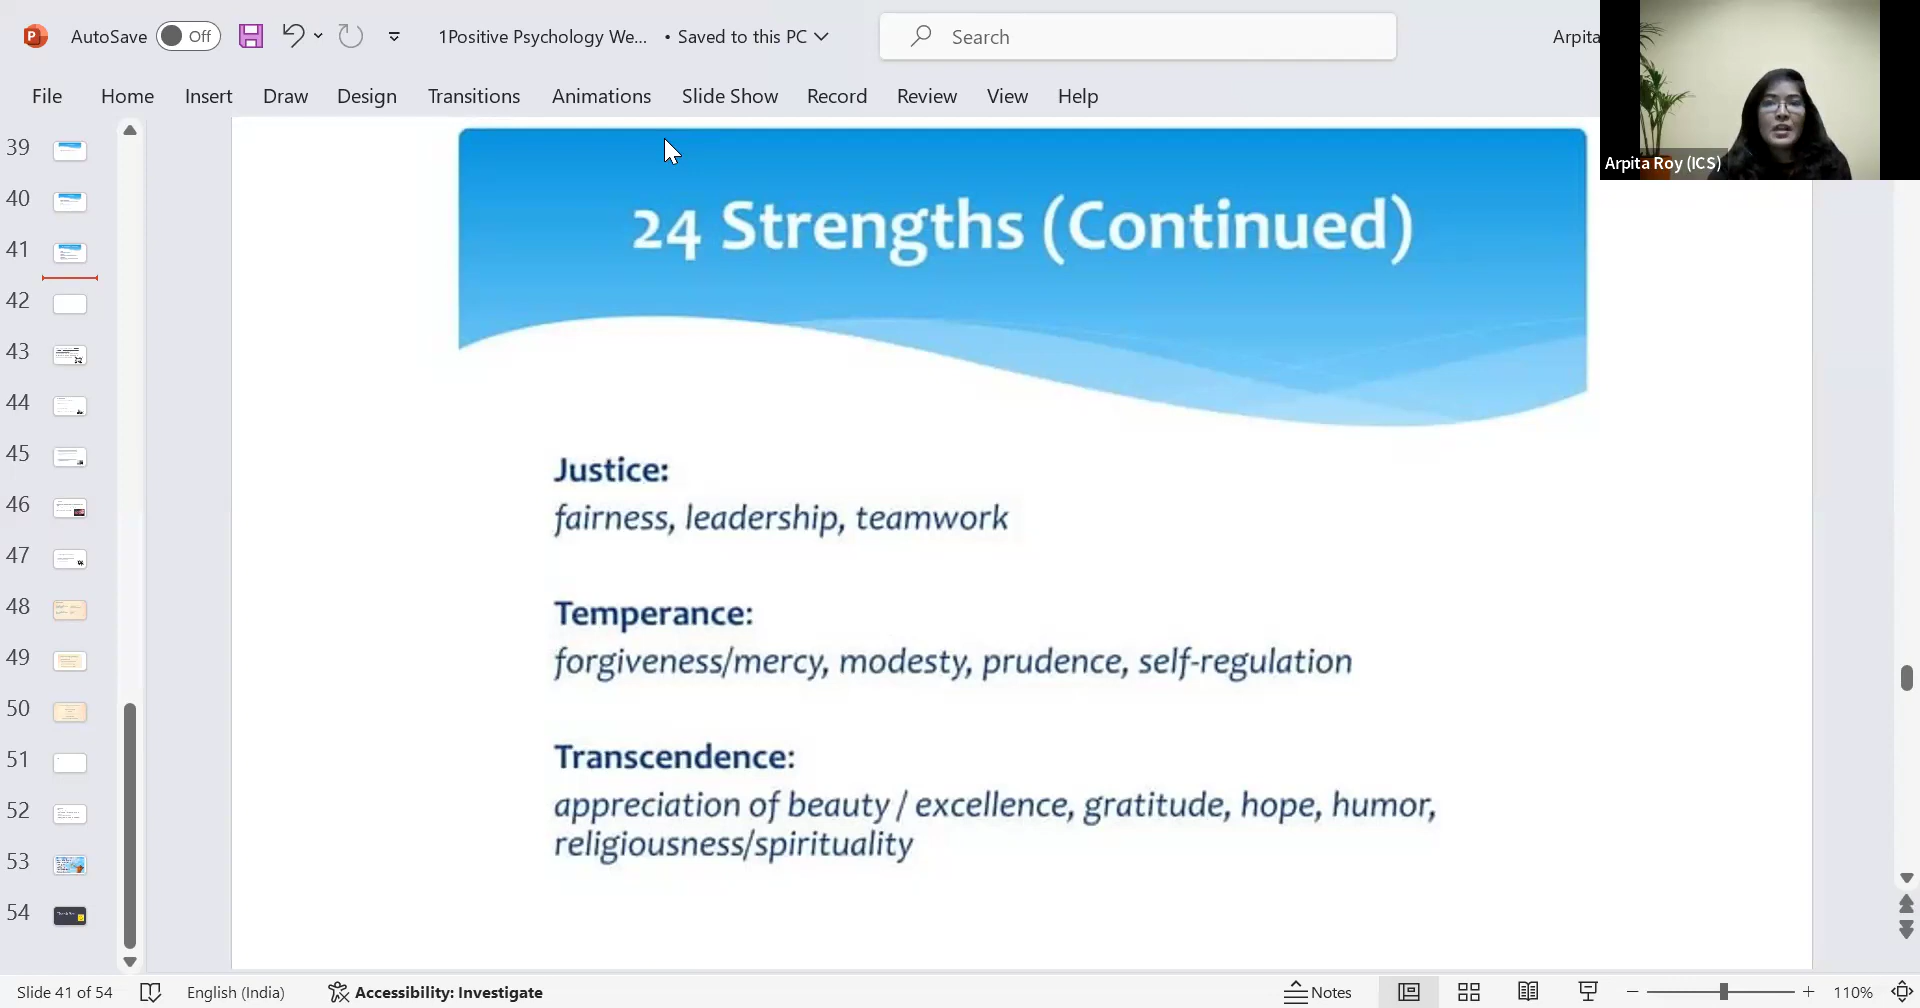 AutoSave Off 1Positive Psychology We... • Saved to this PC Search Arpita
File Home Insert Draw Design Transitions Animations Slide Show Record Review View Help
Arpita Roy (ICS)
39
40
41
42
43
44
45
46
47
48
49
50
51
52
53
54
24 Strengths (Continued)
Justice:
fairness, leadership, teamwork
Temperance:
forgiveness/mercy, modesty, prudence, self-regulation
Transcendence:
appreciation of beauty / excellence, gratitude, hope, humor,
religiousness/spirituality
Slide 41 of 54 English (India) Accessibility: Investigate Notes 110%